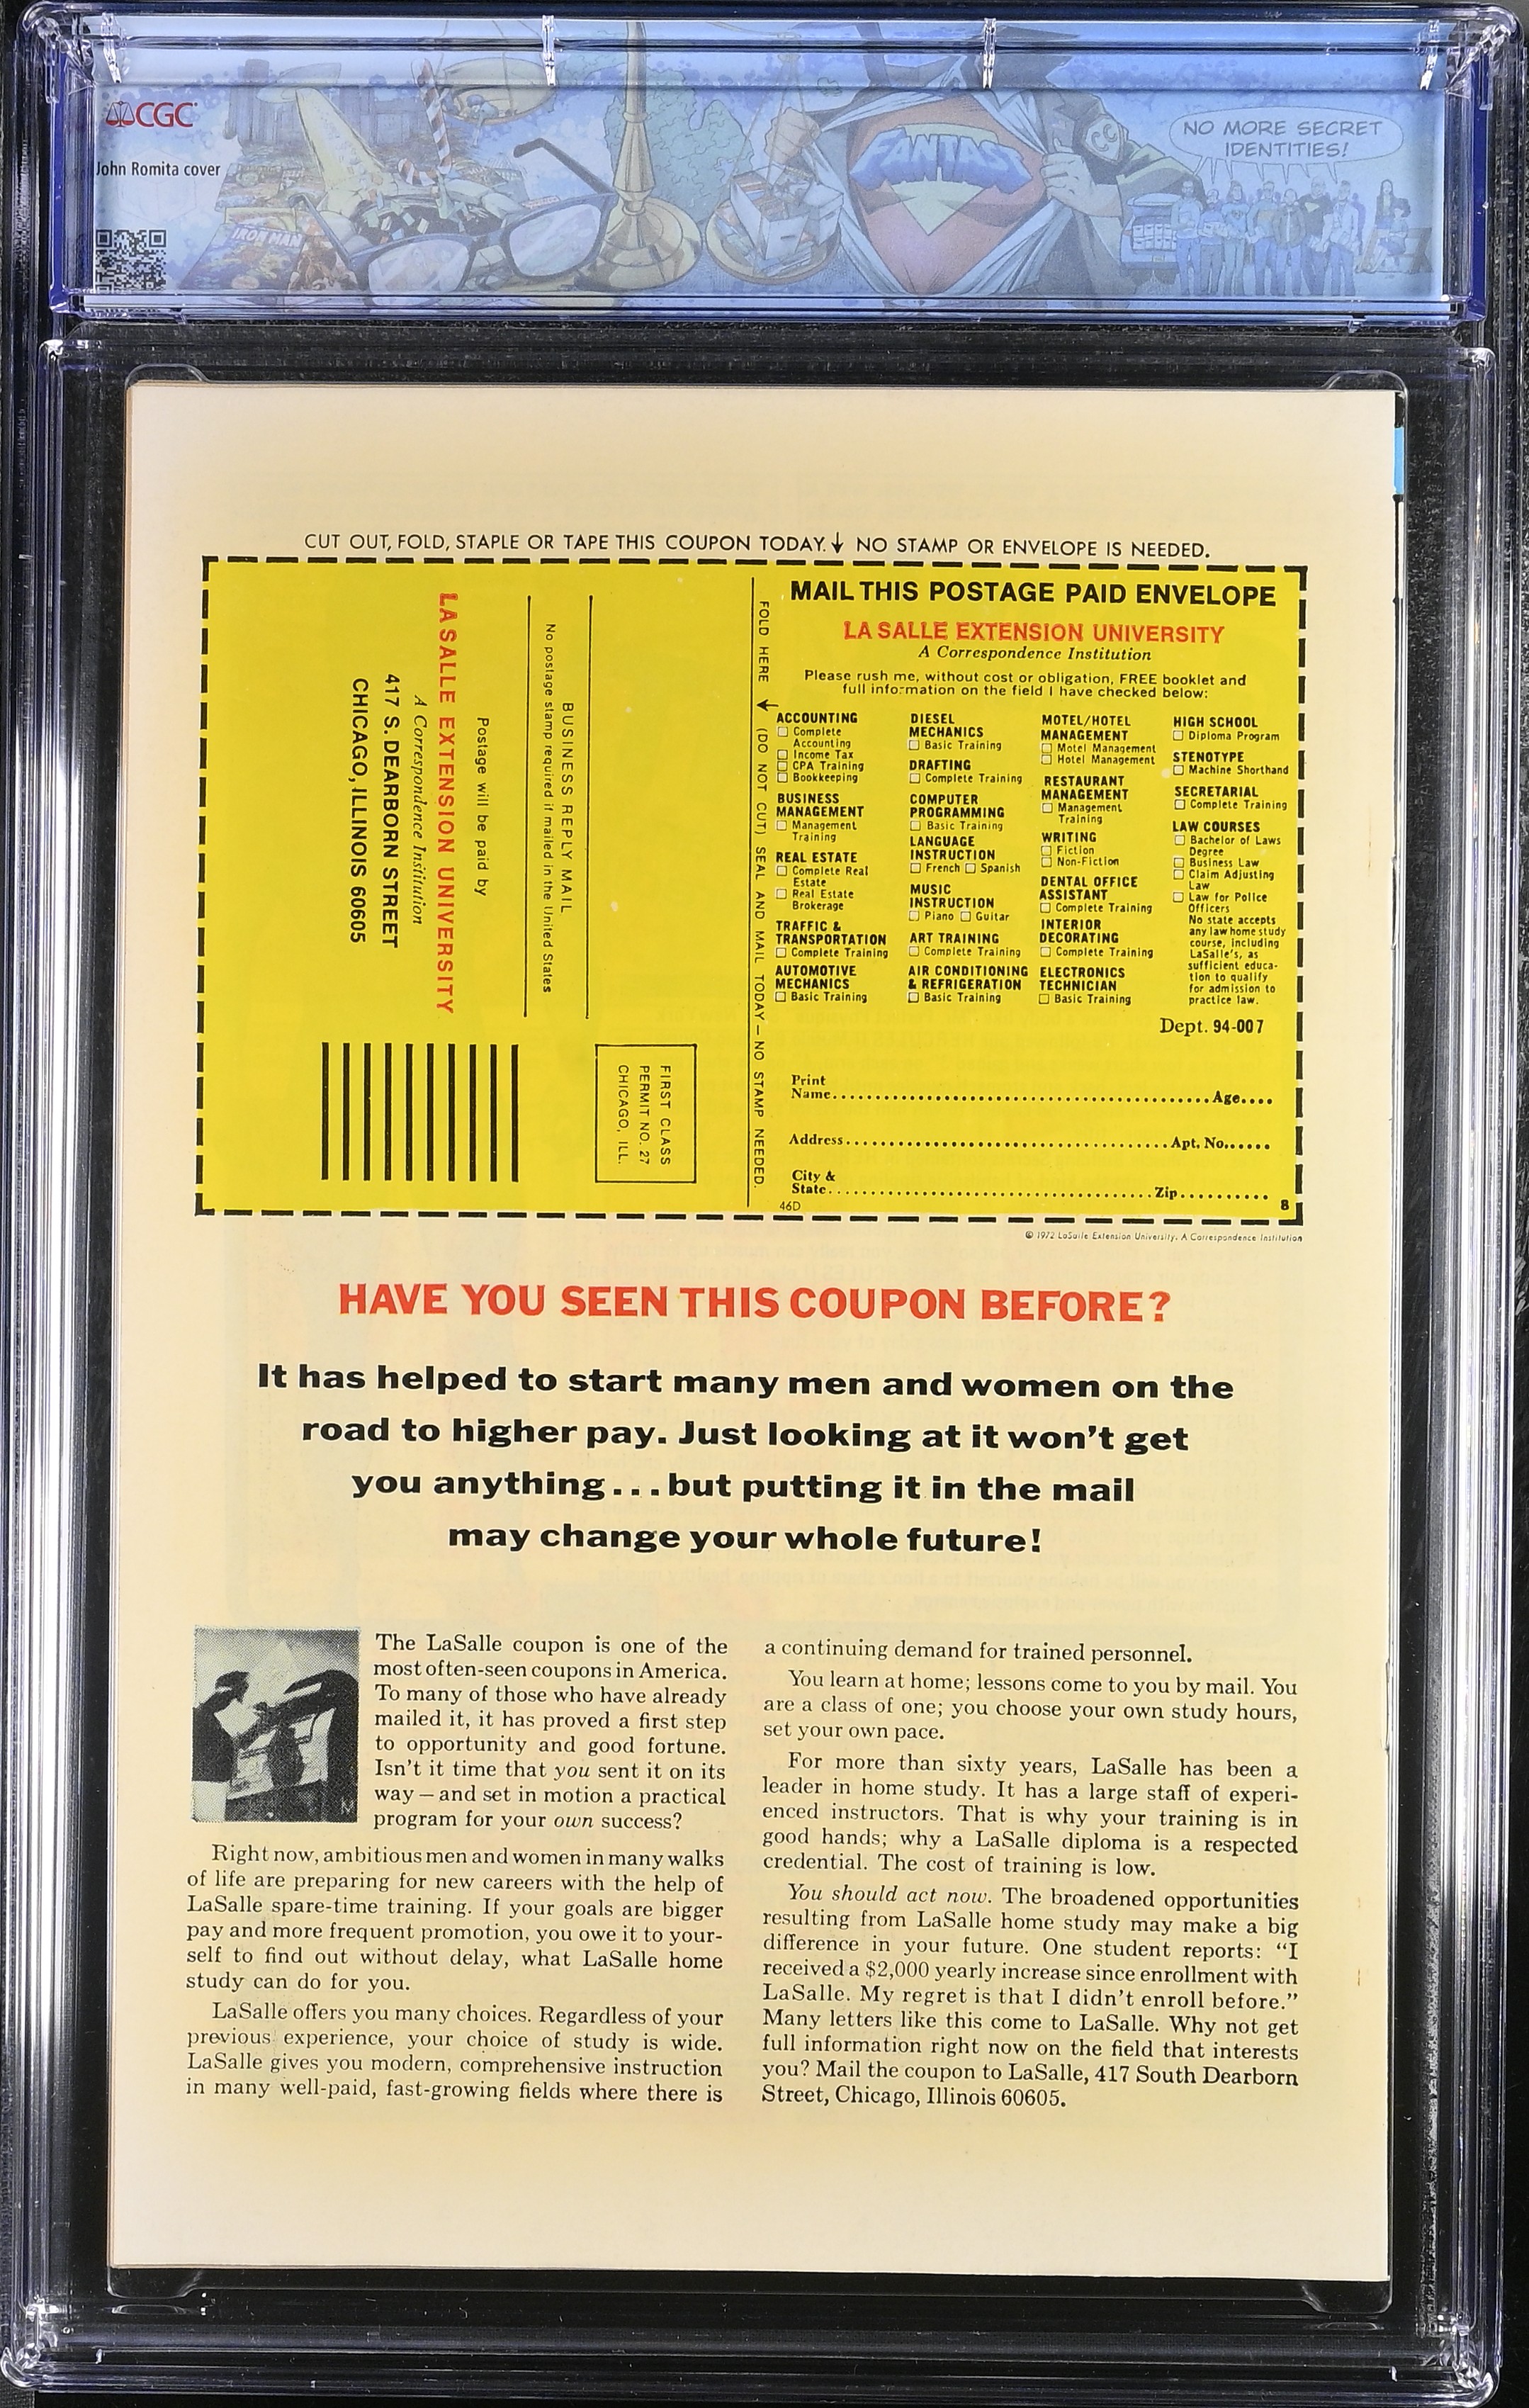 CGC
John Romita cover
IRON MAN
FANTAST
NO MORE SECRET
IDENTITIES!
CUT OUT, FOLD, STAPLE OR TAPE THIS COUPON TODAY. ↓ NO STAMP OR ENVELOPE IS NEEDED.
BUSINESS REPLY MAIL
No postage stamp required if mailed in the United States
Postage will be paid by
LA SALLE EXTENSION UNIVERSITY
A Correspondence Institution
417 S. DEARBORN STREET
CHICAGO, ILLINOIS 60605
FIRST CLASS
PERMIT NO. 27
CHICAGO, ILL.
FOLD HERE → (DO NOT CUT) SEAL AND MAIL TODAY — NO STAMP NEEDED.
MAIL THIS POSTAGE PAID ENVELOPE
LA SALLE EXTENSION UNIVERSITY
A Correspondence Institution
Please rush me, without cost or obligation, FREE booklet and
full information on the field I have checked below:
ACCOUNTING
☐ Complete
Accounting
☐ Income Tax
☐ CPA Training
☐ Bookkeeping
BUSINESS
MANAGEMENT
☐ Management
Training
REAL ESTATE
☐ Complete Real
Estate
☐ Real Estate
Brokerage
TRAFFIC &
TRANSPORTATION
☐ Complete Training
AUTOMOTIVE
MECHANICS
☐ Basic Training
DIESEL
MECHANICS
☐ Basic Training
DRAFTING
☐ Complete Training
COMPUTER
PROGRAMMING
☐ Basic Training
LANGUAGE
INSTRUCTION
☐ French ☐ Spanish
MUSIC
INSTRUCTION
☐ Piano ☐ Guitar
ART TRAINING
☐ Complete Training
AIR CONDITIONING
& REFRIGERATION
☐ Basic Training
MOTEL/HOTEL
MANAGEMENT
☐ Motel Management
☐ Hotel Management
RESTAURANT
MANAGEMENT
☐ Management
Training
WRITING
☐ Fiction
☐ Non-Fiction
DENTAL OFFICE
ASSISTANT
☐ Complete Training
INTERIOR
DECORATING
☐ Complete Training
ELECTRONICS
TECHNICIAN
☐ Basic Training
HIGH SCHOOL
☐ Diploma Program
STENOTYPE
☐ Machine Shorthand
SECRETARIAL
☐ Complete Training
LAW COURSES
☐ Bachelor of Laws
Degree
☐ Business Law
☐ Claim Adjusting
Law
☐ Law for Police
Officers
No state accepts
any law home study
course, including
LaSalle's, as
sufficient educa-
tion to qualify
for admission to
practice law.
Dept. 94-007
Print
Name.......................................... Age....
Address.................................... Apt. No......
City &
State.................................... Zip..........
46D
8
© 1972 LaSalle Extension University. A Correspondence Institution
HAVE YOU SEEN THIS COUPON BEFORE?
It has helped to start many men and women on the
road to higher pay. Just looking at it won't get
you anything...but putting it in the mail
may change your whole future!
The LaSalle coupon is one of the
most often-seen coupons in America.
To many of those who have already
mailed it, it has proved a first step
to opportunity and good fortune.
Isn't it time that you sent it on its
way — and set in motion a practical
program for your own success?
Right now, ambitious men and women in many walks
of life are preparing for new careers with the help of
LaSalle spare-time training. If your goals are bigger
pay and more frequent promotion, you owe it to your-
self to find out without delay, what LaSalle home
study can do for you.
LaSalle offers you many choices. Regardless of your
previous experience, your choice of study is wide.
LaSalle gives you modern, comprehensive instruction
in many well-paid, fast-growing fields where there is
a continuing demand for trained personnel.
You learn at home; lessons come to you by mail. You
are a class of one; you choose your own study hours,
set your own pace.
For more than sixty years, LaSalle has been a
leader in home study. It has a large staff of experi-
enced instructors. That is why your training is in
good hands; why a LaSalle diploma is a respected
credential. The cost of training is low.
You should act now. The broadened opportunities
resulting from LaSalle home study may make a big
difference in your future. One student reports: “I
received a $2,000 yearly increase since enrollment with
LaSalle. My regret is that I didn't enroll before.”
Many letters like this come to LaSalle. Why not get
full information right now on the field that interests
you? Mail the coupon to LaSalle, 417 South Dearborn
Street, Chicago, Illinois 60605.